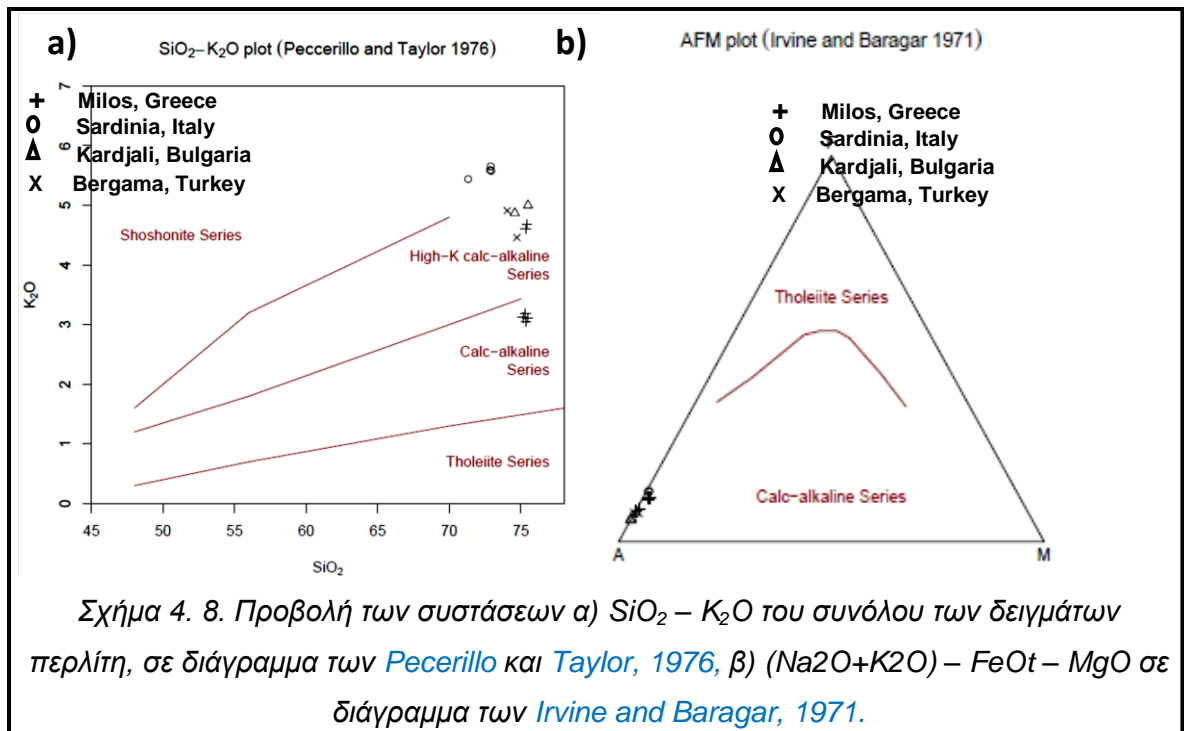 a)
SiO₂−K₂O plot (Peccerillo and Taylor 1976)
+ Milos, Greece
o Sardinia, Italy
Δ Kardjali, Bulgaria
x Bergama, Turkey
7
6
5
4
3
2
1
0
K₂O
Shoshonite Series
High−K calc−alkaline
Series
Calc−alkaline
Series
Tholeiite Series
45 50 55 60 65 70 75
SiO₂
b)
AFM plot (Irvine and Baragar 1971)
+ Milos, Greece
o Sardinia, Italy
Δ Kardjali, Bulgaria
X Bergama, Turkey
Tholeiite Series
Calc−alkaline Series
A M
Σχήμα 4. 8. Προβολή των συστάσεων α) SiO₂ – K₂O του συνόλου των δειγμάτων
περλίτη, σε διάγραμμα των Pecerillo και Taylor, 1976, β) (Na2O+K2O) – FeOt – MgO σε
διάγραμμα των Irvine and Baragar, 1971.